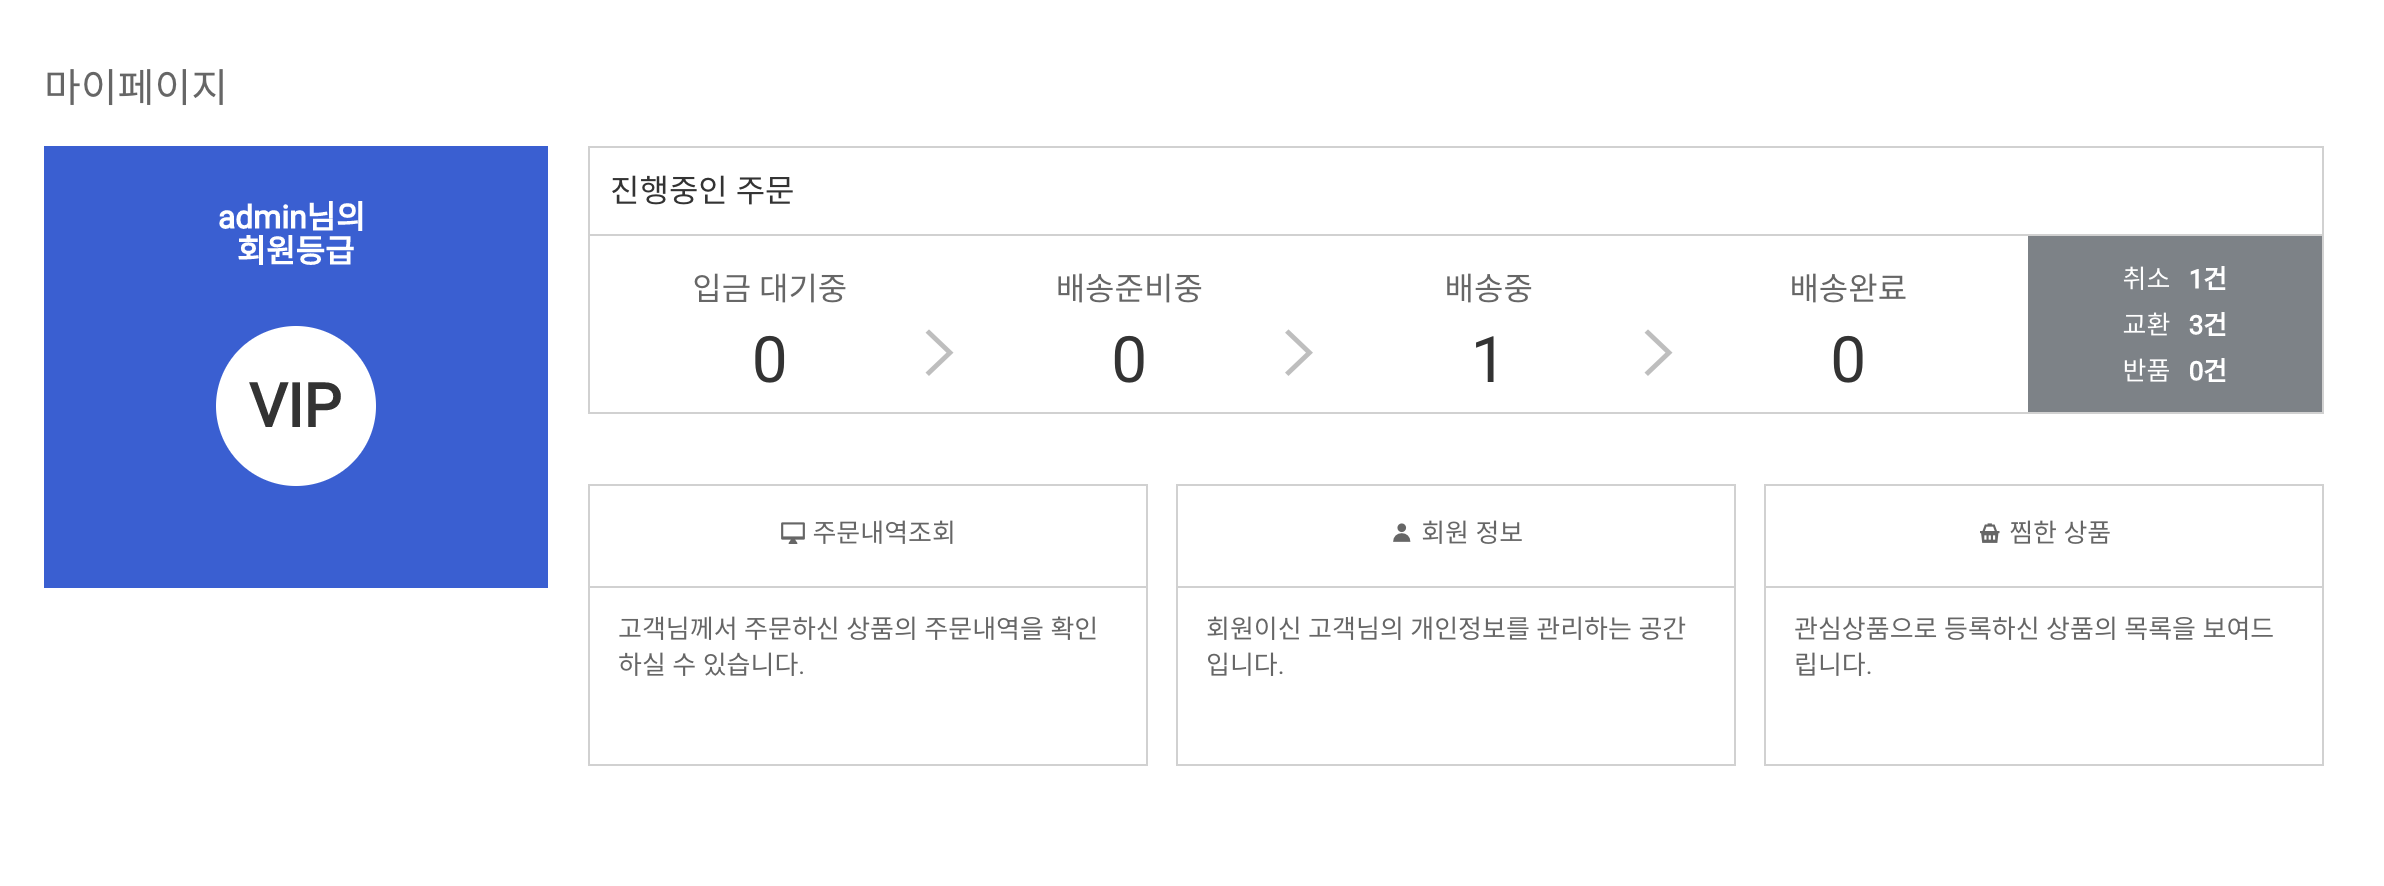 마이페이지
admin님의
회원등급
VIP
진행중인 주문
입금 대기중
0
배송준비중
0
배송중
1
배송완료
0
취소 1건
교환 3건
반품 0건
주문내역조회
고객님께서 주문하신 상품의 주문내역을 확인
하실 수 있습니다.
회원 정보
회원이신 고객님의 개인정보를 관리하는 공간
입니다.
찜한 상품
관심상품으로 등록하신 상품의 목록을 보여드
립니다.